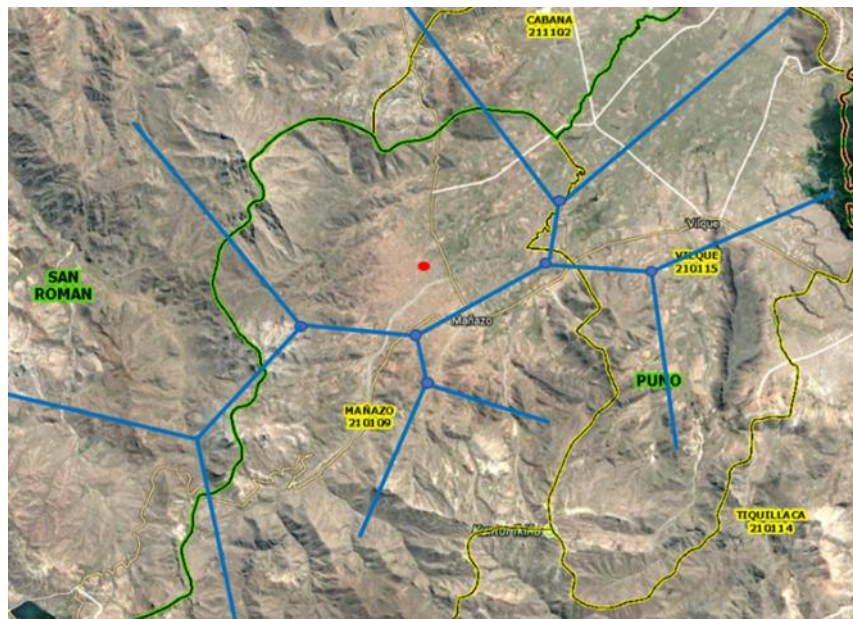 CABANA
211102
Vilque
VILQUE
210115
SAN
ROMAN
Mañazo
PUNO
MAÑAZO
210109
TIQUILLACA
210114